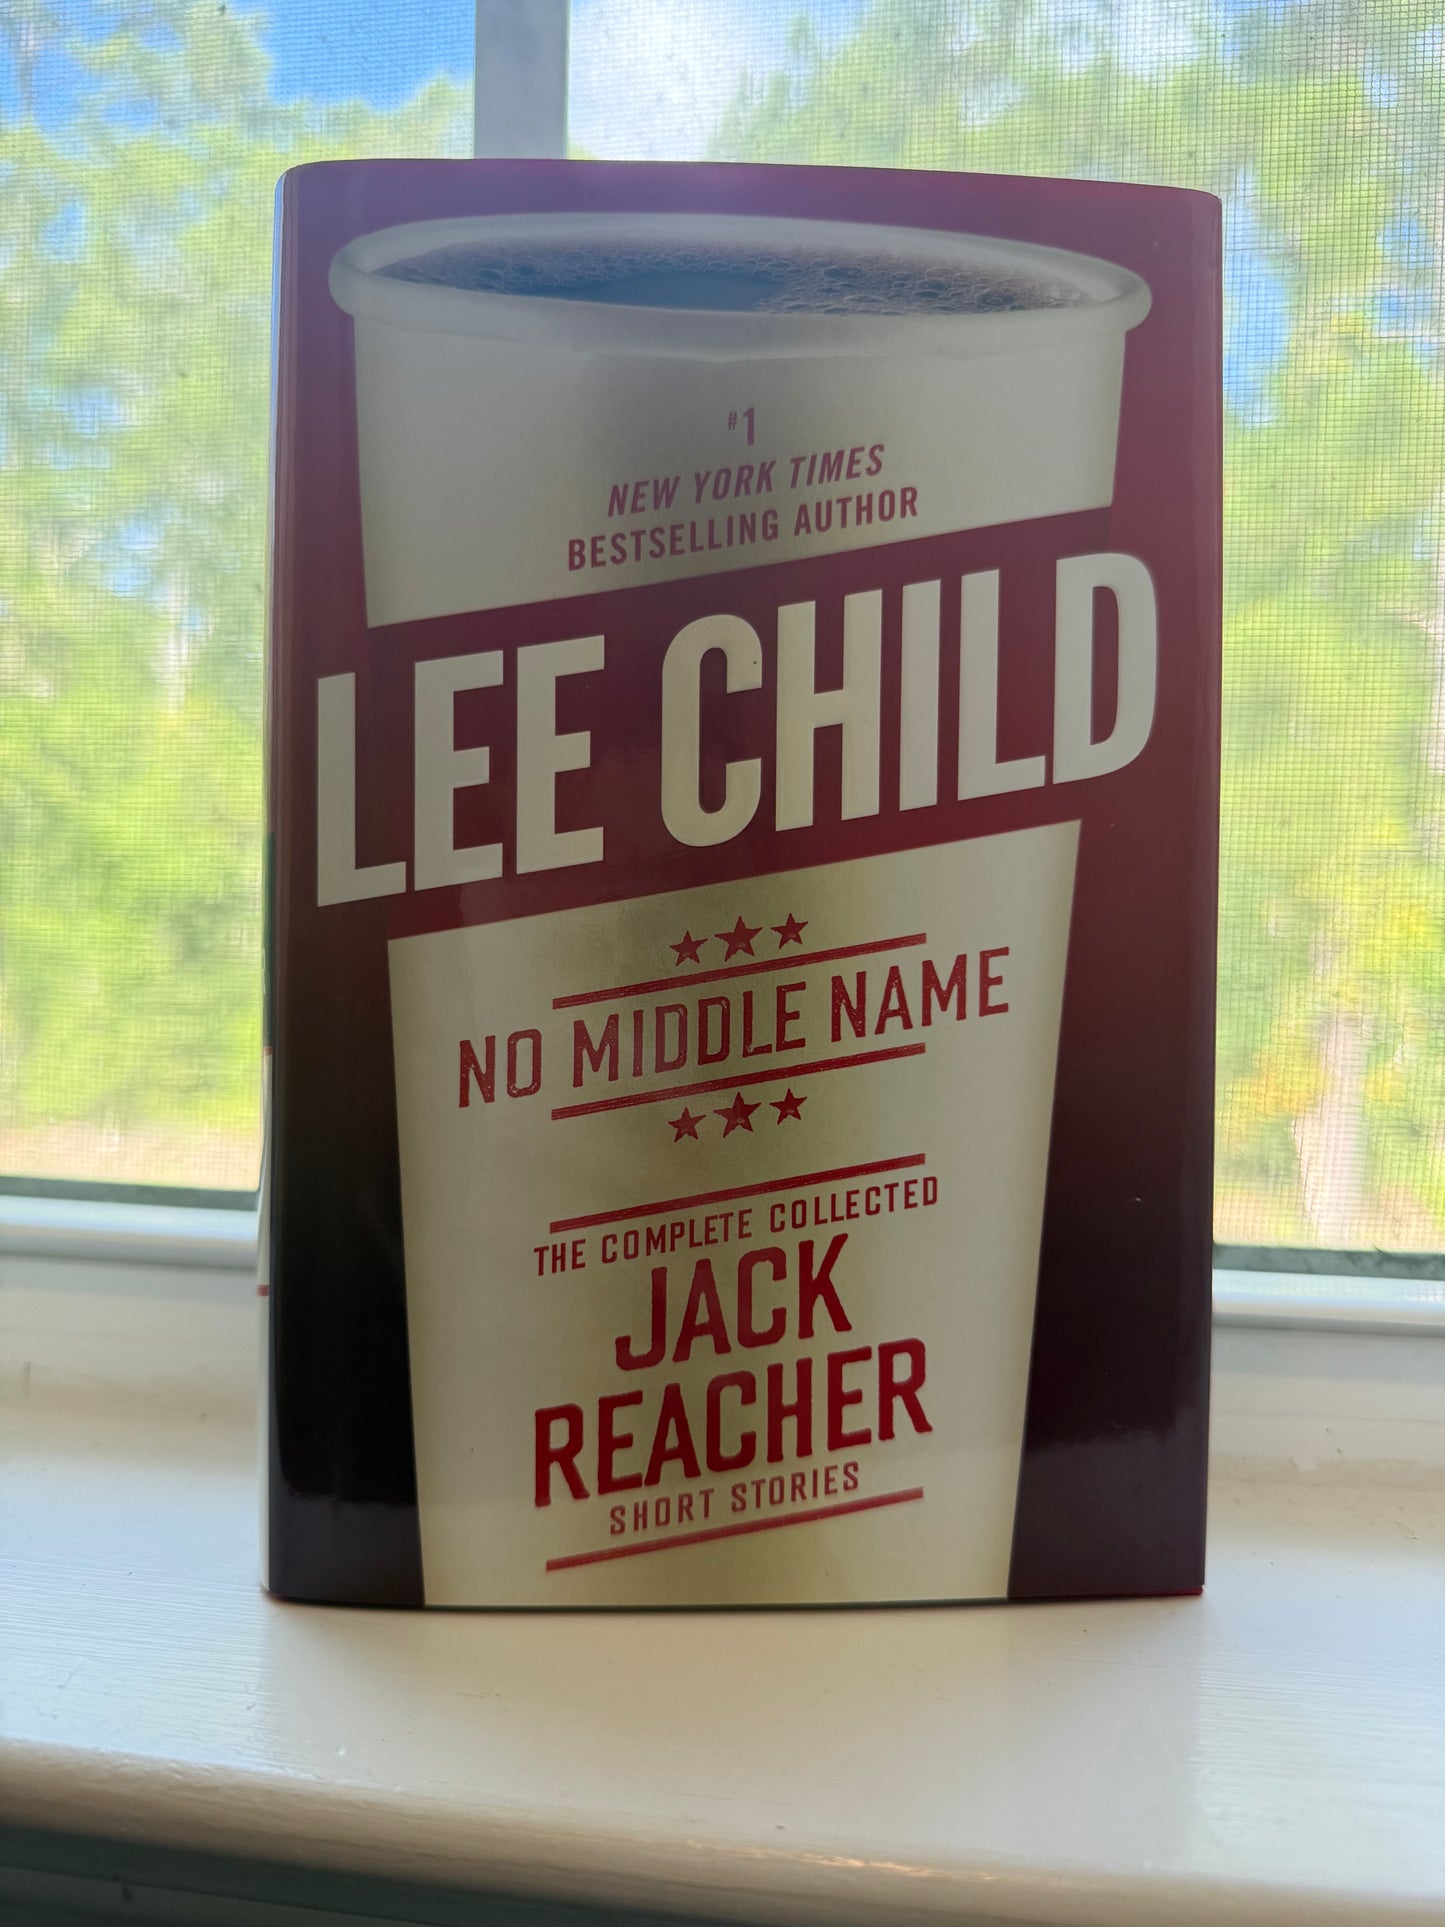 #1
NEW YORK TIMES
BESTSELLING AUTHOR
LEE CHILD
NO MIDDLE NAME
THE COMPLETE COLLECTED
JACK
REACHER
SHORT STORIES